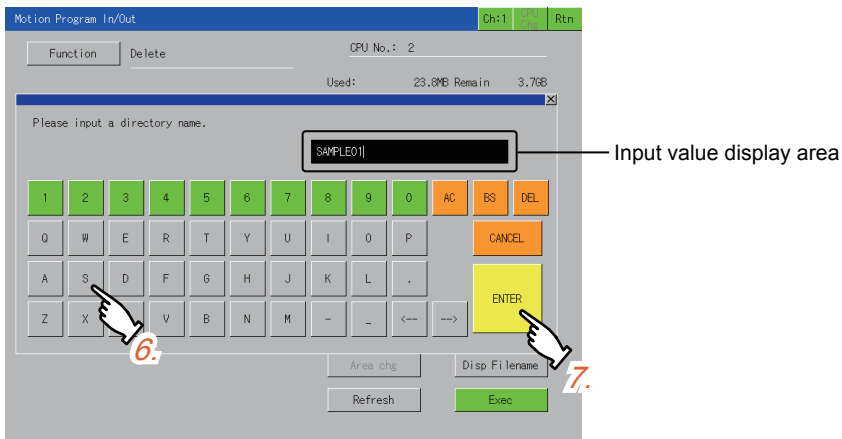 Motion Program In/Out Ch:1 CPU Chg Rtn
Function Delete CPU No.: 2
Used: 23.8MB Remain 3.7GB
Please input a directory name.
SAMPLE01
Input value display area
1 2 3 4 5 6 7 8 9 0 AC BS DEL
Q W E R T Y U I O P CANCEL
A S D F G H J K L .
ENTER
Z X V B N M - _ <-- -->
6.
Area chg Disp Filename
7.
Refresh Exec